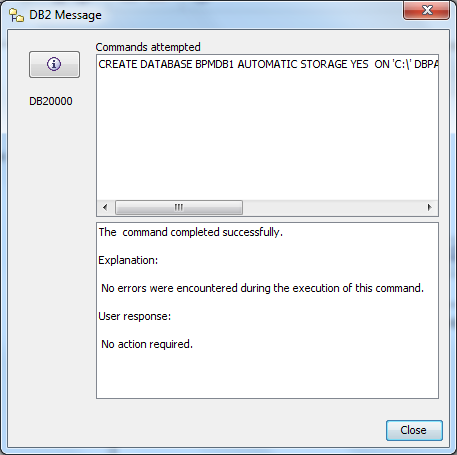 DB2 Message
Commands attempted
CREATE DATABASE BPMDB1 AUTOMATIC STORAGE YES  ON 'C:\' DBPA
DB20000
The  command completed successfully.
Explanation:
No errors were encountered during the execution of this command.
User response:
No action required.
Close